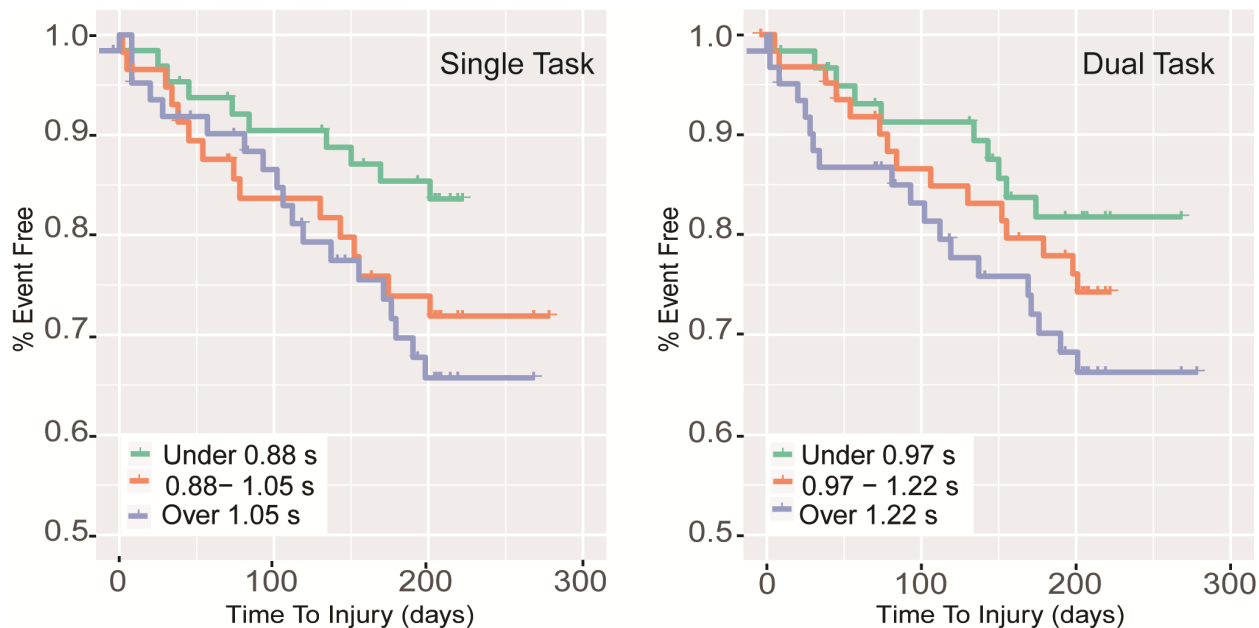 % Event Free
1.0
0.9
0.8
0.7
0.6
0.5
Single Task
Under 0.88 s
0.88– 1.05 s
Over 1.05 s
0 100 200 300
Time To Injury (days)
% Event Free
1.0
0.9
0.8
0.7
0.6
0.5
Dual Task
Under 0.97 s
0.97 – 1.22 s
Over 1.22 s
0 100 200 300
Time To Injury (days)